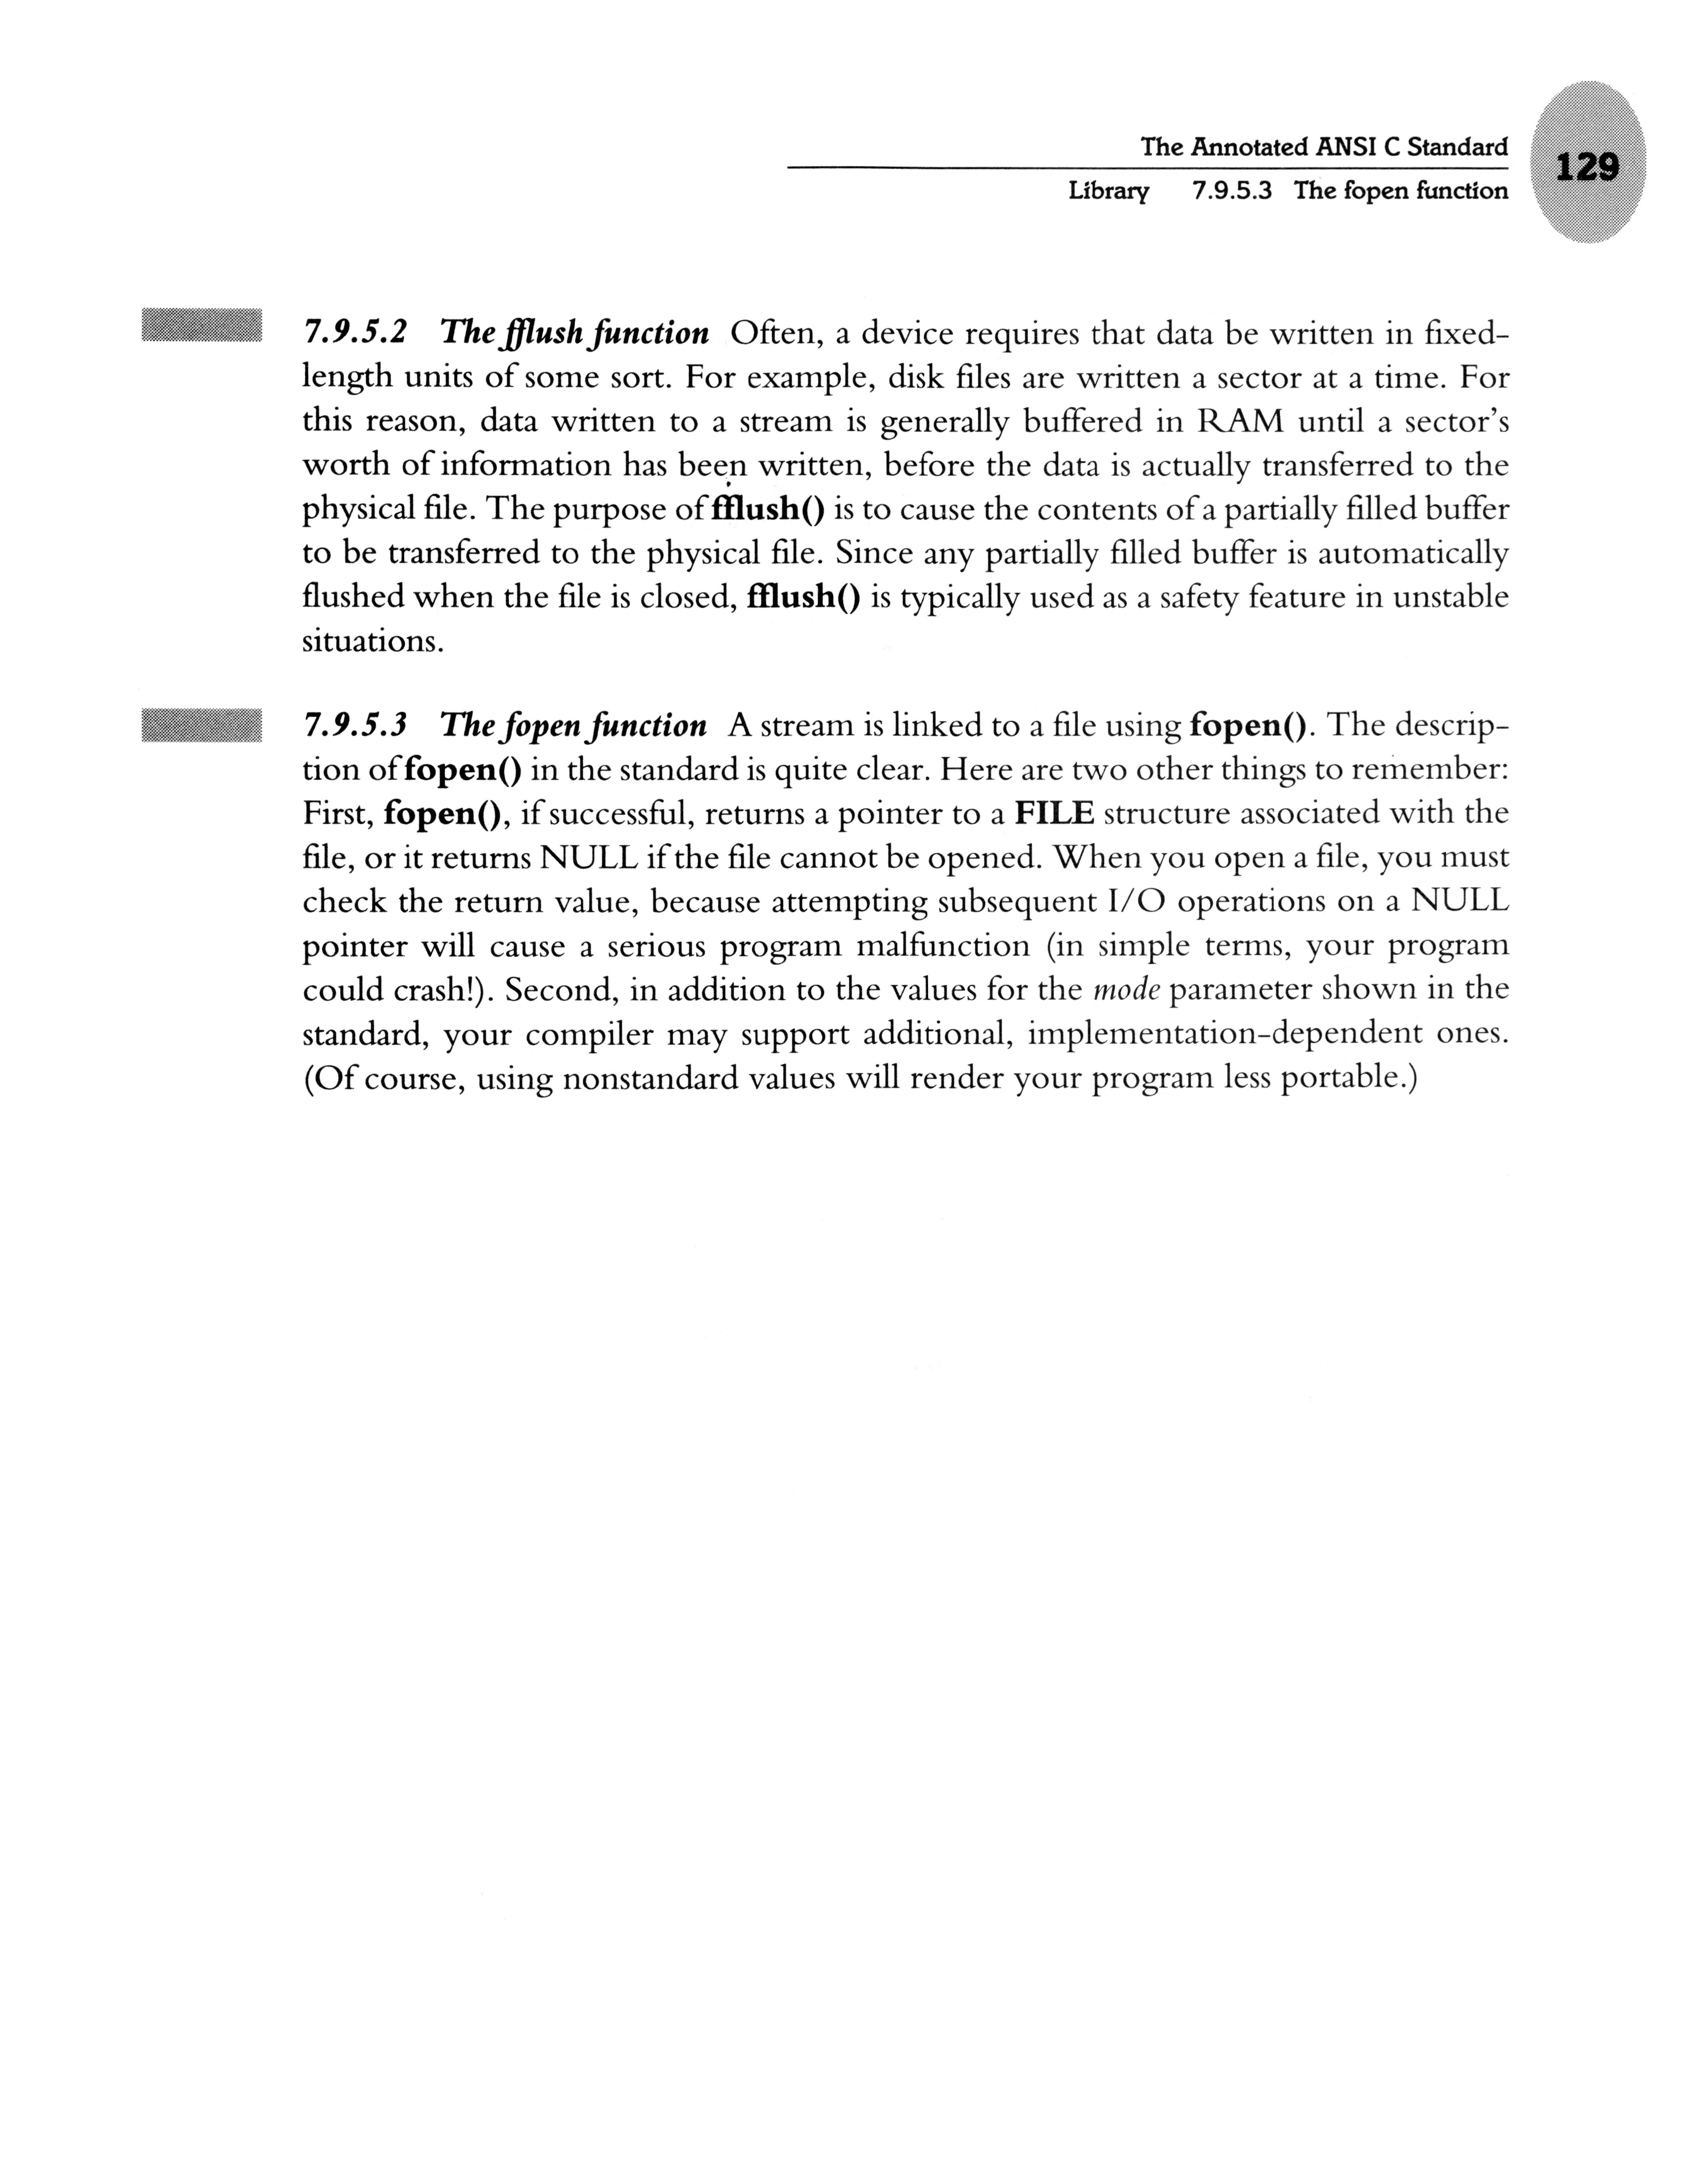 The Annotated ANSI C Standard
129
Library 7.9.5.3 The fopen function
7.9.5.2 The fflush function Often, a device requires that data be written in fixed-
length units of some sort. For example, disk files are written a sector at a time. For
this reason, data written to a stream is generally buffered in RAM until a sector's
worth of information has been written, before the data is actually transferred to the
physical file. The purpose of fflush() is to cause the contents of a partially filled buffer
to be transferred to the physical file. Since any partially filled buffer is automatically
flushed when the file is closed, fflush() is typically used as a safety feature in unstable
situations.
7.9.5.3 The fopen function A stream is linked to a file using fopen(). The descrip-
tion of fopen() in the standard is quite clear. Here are two other things to remember:
First, fopen(), if successful, returns a pointer to a FILE structure associated with the
file, or it returns NULL if the file cannot be opened. When you open a file, you must
check the return value, because attempting subsequent I/O operations on a NULL
pointer will cause a serious program malfunction (in simple terms, your program
could crash!). Second, in addition to the values for the mode parameter shown in the
standard, your compiler may support additional, implementation-dependent ones.
(Of course, using nonstandard values will render your program less portable.)